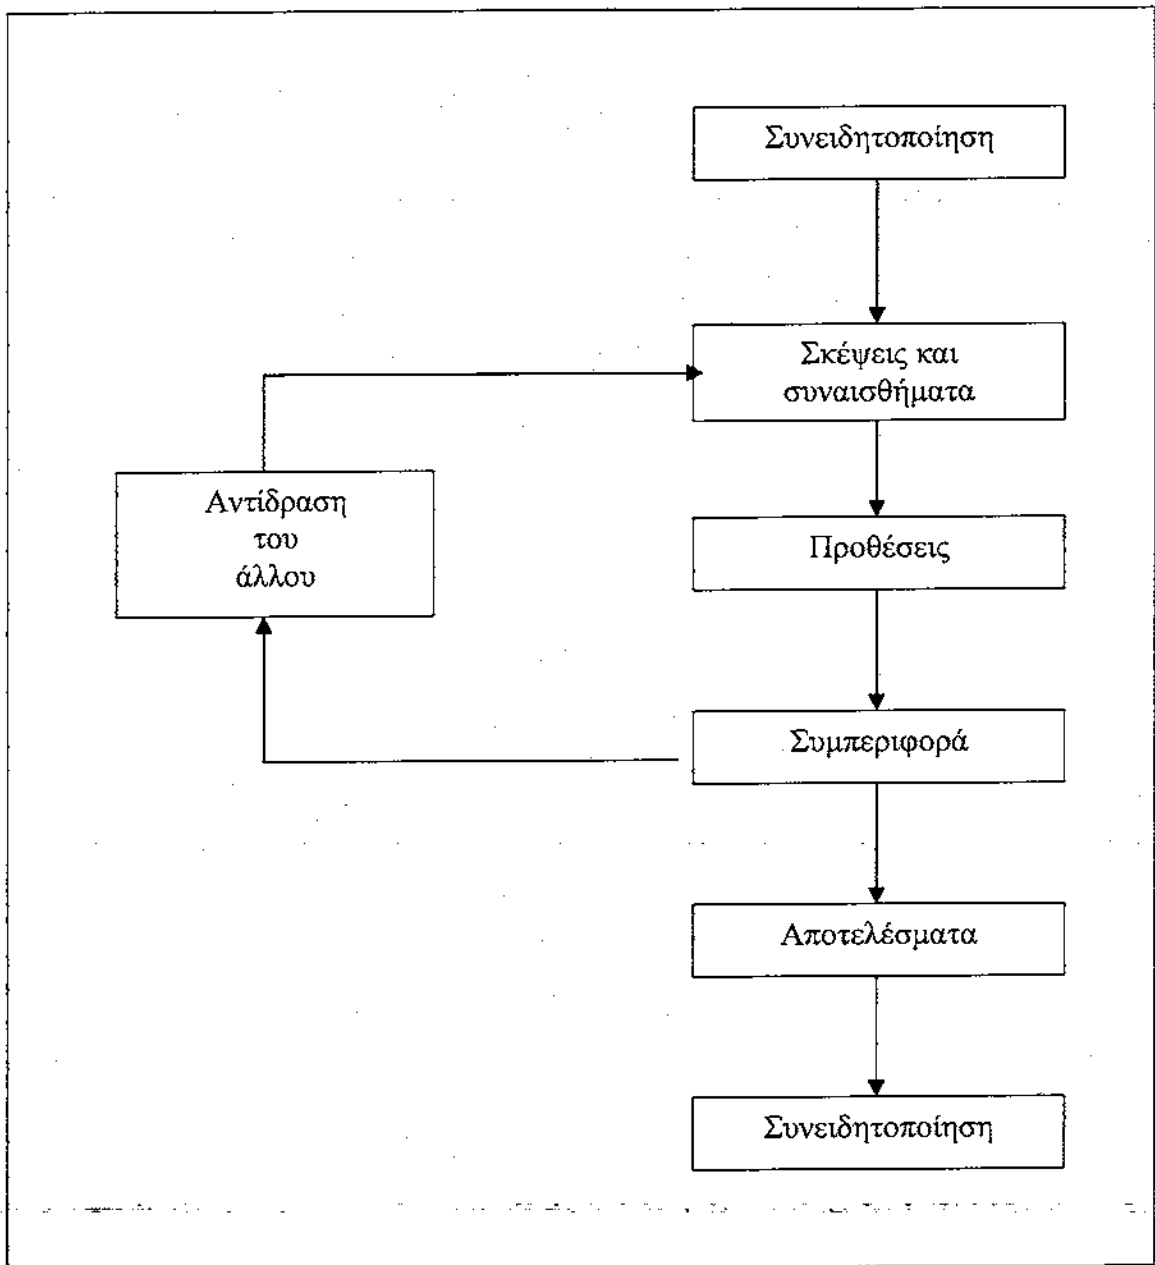 Συνειδητοποίηση
Σκέψεις και
συναισθήματα
Αντίδραση
του
άλλου
Προθέσεις
Συμπεριφορά
Αποτελέσματα
Συνειδητοποίηση